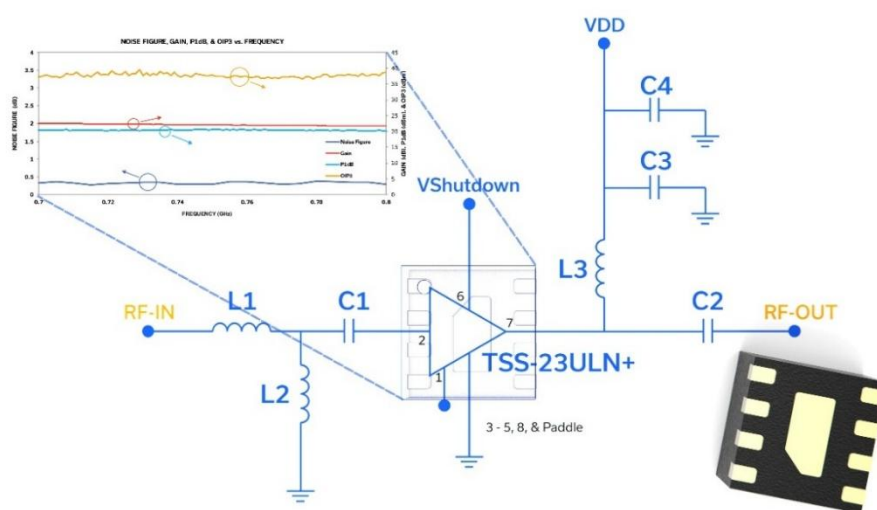 NOISE FIGURE, GAIN, P1dB, & OIP3 vs. FREQUENCY
NOISE FIGURE (dB)
4
3.5
3
2.5
2
1.5
1
0.5
0
45
40
35
30
25
20
15
10
5
0
GAIN (dB), P1dB (dBm), & OIP3 (dBm)
Noise Figure
Gain
P1dB
OIP3
0.7
0.72
0.74
0.76
0.78
0.8
FREQUENCY (GHz)
VDD
C4
C3
VShutdown
L3
RF-IN
L1
C1
6
2
7
1
C2
RF-OUT
TSS-23ULN+
L2
3 - 5, 8, & Paddle